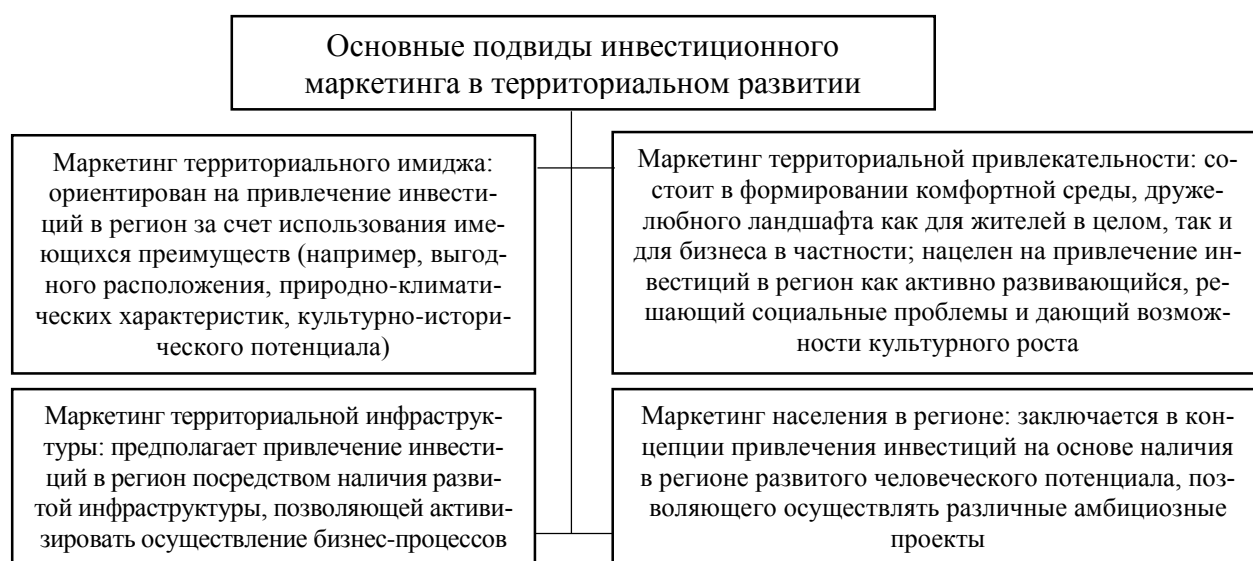 Основные подвиды инвестиционного
маркетинга в территориальном развитии
Маркетинг территориального имиджа:
ориентирован на привлечение инвести-
ций в регион за счет использования име-
ющихся преимуществ (например, выгод-
ного расположения, природно-климати-
ческих характеристик, культурно-истори-
ческого потенциала)
Маркетинг территориальной привлекательности: со-
стоит в формировании комфортной среды, друже-
любного ландшафта как для жителей в целом, так и
для бизнеса в частности; нацелен на привлечение ин-
вестиций в регион как активно развивающийся, ре-
шающий социальные проблемы и дающий возмож-
ности культурного роста
Маркетинг территориальной инфраструк-
туры: предполагает привлечение инвести-
ций в регион посредством наличия разви-
той инфраструктуры, позволяющей активи-
зировать осуществление бизнес-процессов
Маркетинг населения в регионе: заключается в кон-
цепции привлечения инвестиций на основе наличия
в регионе развитого человеческого потенциала, поз-
воляющего осуществлять различные амбициозные
проекты